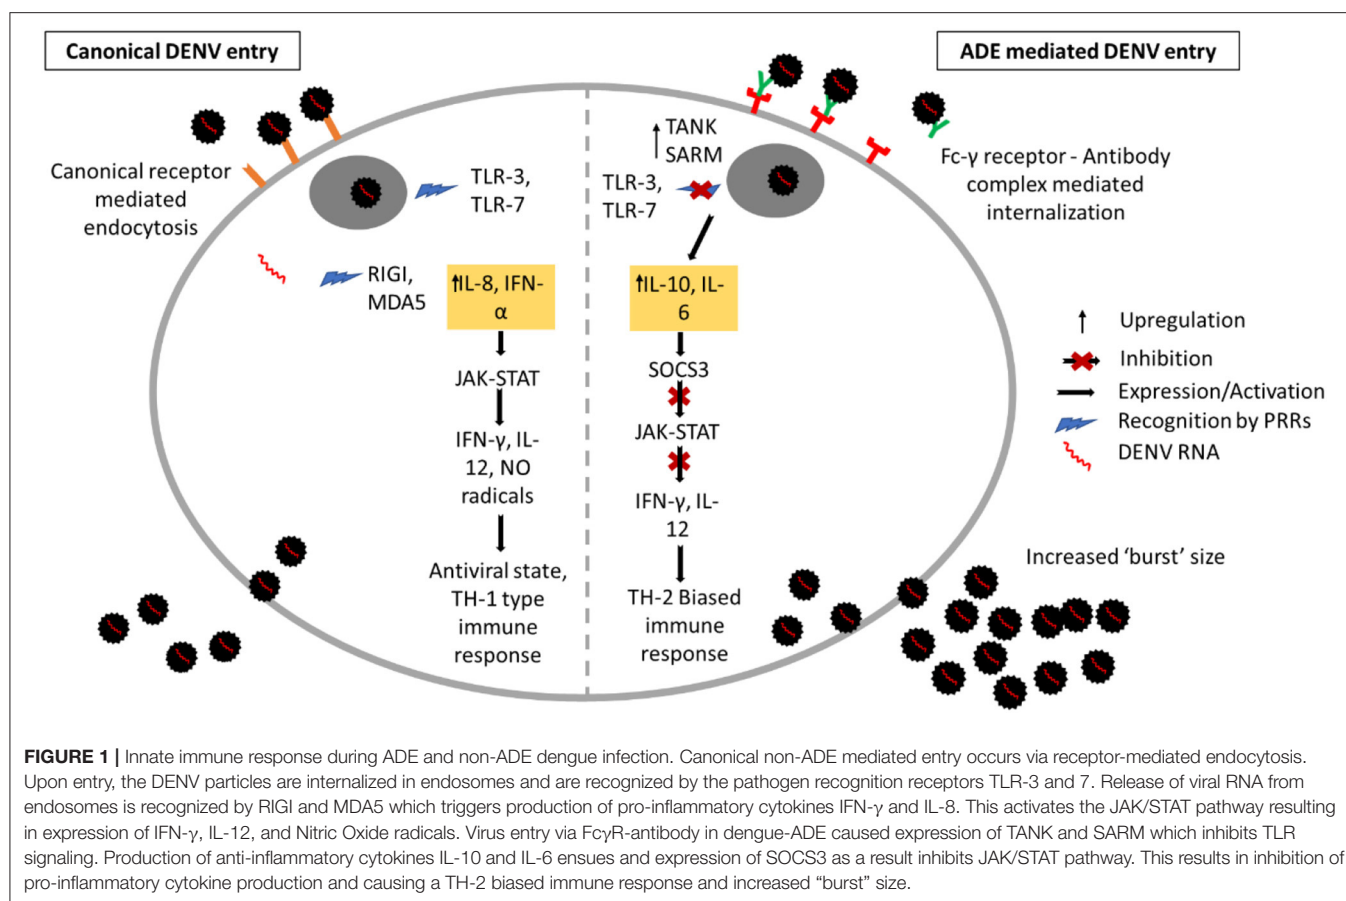 Canonical DENV entry
ADE mediated DENV entry
Canonical receptor
mediated
endocytosis
TLR-3,
TLR-7
RIGI,
MDA5
IL-8, IFN-
α
JAK-STAT
IFN-γ, IL-
12, NO
radicals
Antiviral state,
TH-1 type
immune
response
TANK
SARM
TLR-3,
TLR-7
IL-10, IL-
6
SOCS3
JAK-STAT
IFN-γ, IL-
12
TH-2 Biased
immune
response
Fc-γ receptor - Antibody
complex mediated
internalization
Upregulation
Inhibition
Expression/Activation
Recognition by PRRs
DENV RNA
Increased ‘burst’ size
FIGURE 1 | Innate immune response during ADE and non-ADE dengue infection. Canonical non-ADE mediated entry occurs via receptor-mediated endocytosis.
Upon entry, the DENV particles are internalized in endosomes and are recognized by the pathogen recognition receptors TLR-3 and 7. Release of viral RNA from
endosomes is recognized by RIGI and MDA5 which triggers production of pro-inflammatory cytokines IFN-γ and IL-8. This activates the JAK/STAT pathway resulting
in expression of IFN-γ, IL-12, and Nitric Oxide radicals. Virus entry via FcγR-antibody in dengue-ADE caused expression of TANK and SARM which inhibits TLR
signaling. Production of anti-inflammatory cytokines IL-10 and IL-6 ensues and expression of SOCS3 as a result inhibits JAK/STAT pathway. This results in inhibition of
pro-inflammatory cytokine production and causing a TH-2 biased immune response and increased “burst” size.